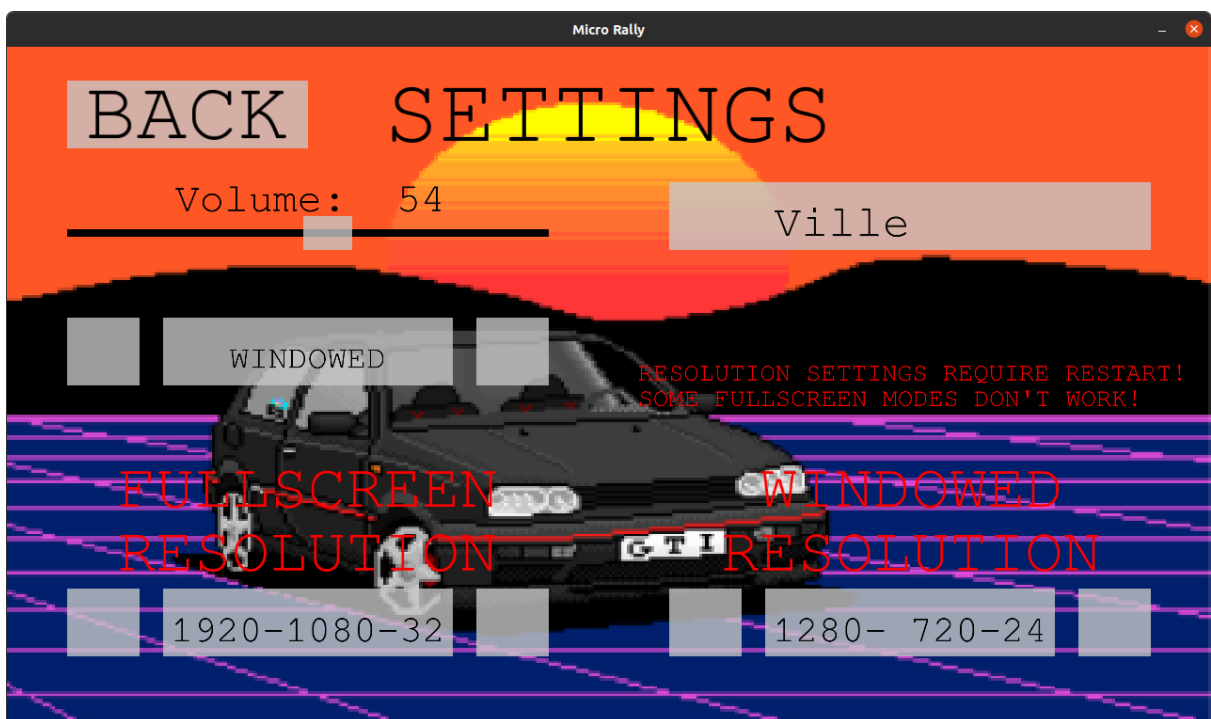 Micro Rally
BACK SETTINGS
Volume: 54
Ville
WINDOWED
RESOLUTION SETTINGS REQUIRE RESTART!
SOME FULLSCREEN MODES DON'T WORK!
FULLSCREEN
RESOLUTION
WINDOWED
RESOLUTION
GTI
1920-1080-32
1280- 720-24